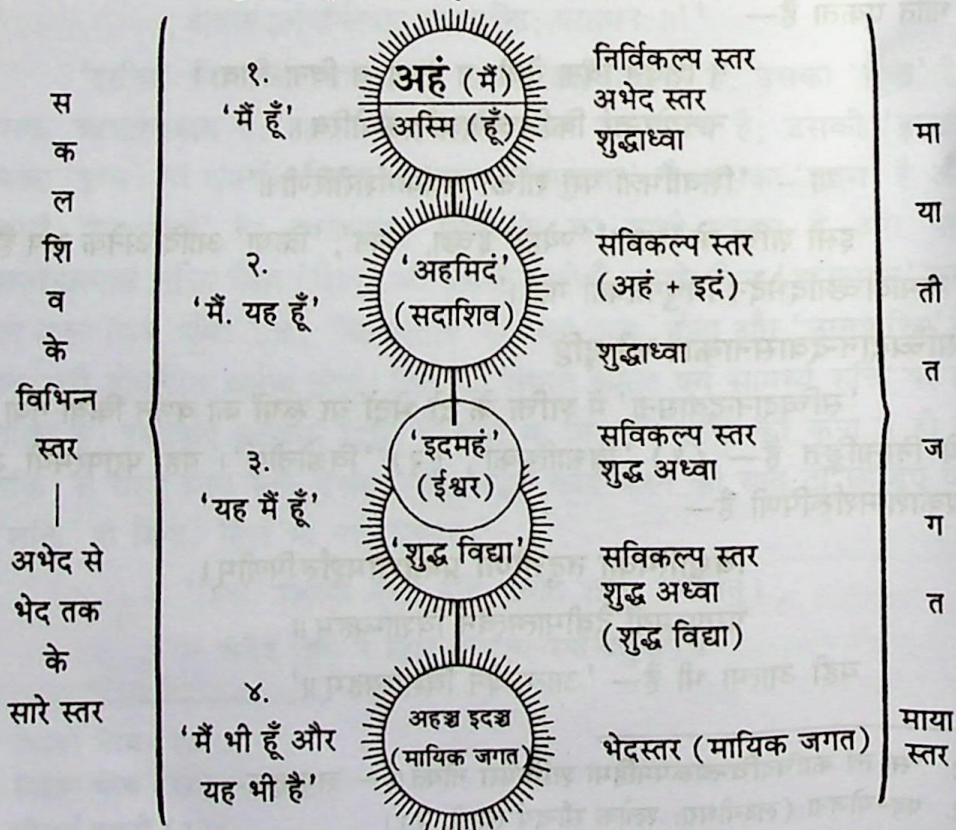 स
क
ल
शि
व
के
विभिन्न
स्तर
—
अभेद से
भेद तक
के
सारे स्तर
१.
'मैं हूँ'
अहं (मैं)
अस्मि (हूँ)
निर्विकल्प स्तर
अभेद स्तर
शुद्धाध्वा
२.
'मैं. यह हूँ'
'अहमिदं'
(सदाशिव)
सविकल्प स्तर
(अहं + इदं)
शुद्धाध्वा
३.
'यह मैं हूँ'
'इदमहं'
(ईश्वर)
'शुद्ध विद्या'
सविकल्प स्तर
शुद्ध अध्वा
सविकल्प स्तर
शुद्ध अध्वा
(शुद्ध विद्या)
४.
'मैं भी हूँ और
यह भी है'
अहञ्च इदञ्च
(मायिक जगत)
भेदस्तर (मायिक जगत)
मा
या
ती
त
ज
ग
त
माया
स्तर